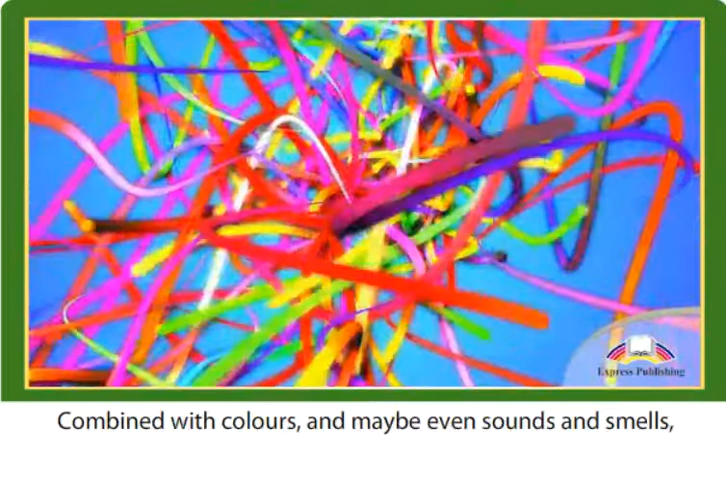 Express Publishing
Combined with colours, and maybe even sounds and smells,